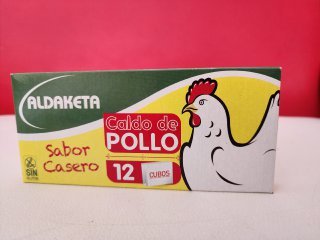 ALDAKETA
Caldo de
POLLO
Sabor
Casero
12
CUBOS
SIN